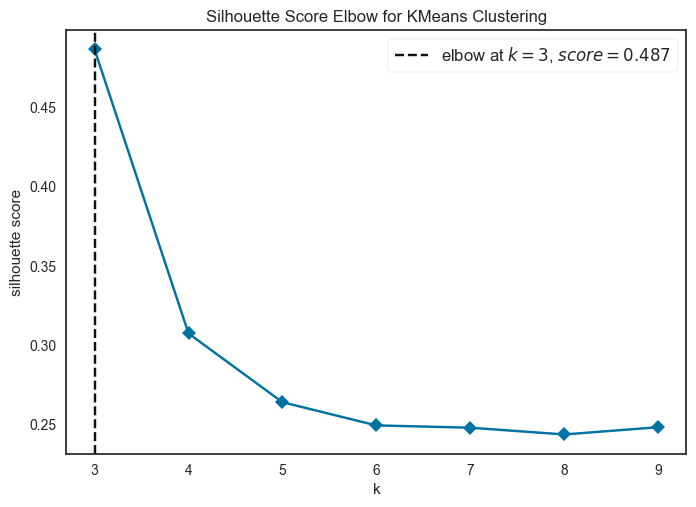 Silhouette Score Elbow for KMeans Clustering
elbow at k = 3, score = 0.487
silhouette score
0.45
0.40
0.35
0.30
0.25
3 4 5 6 7 8 9
k